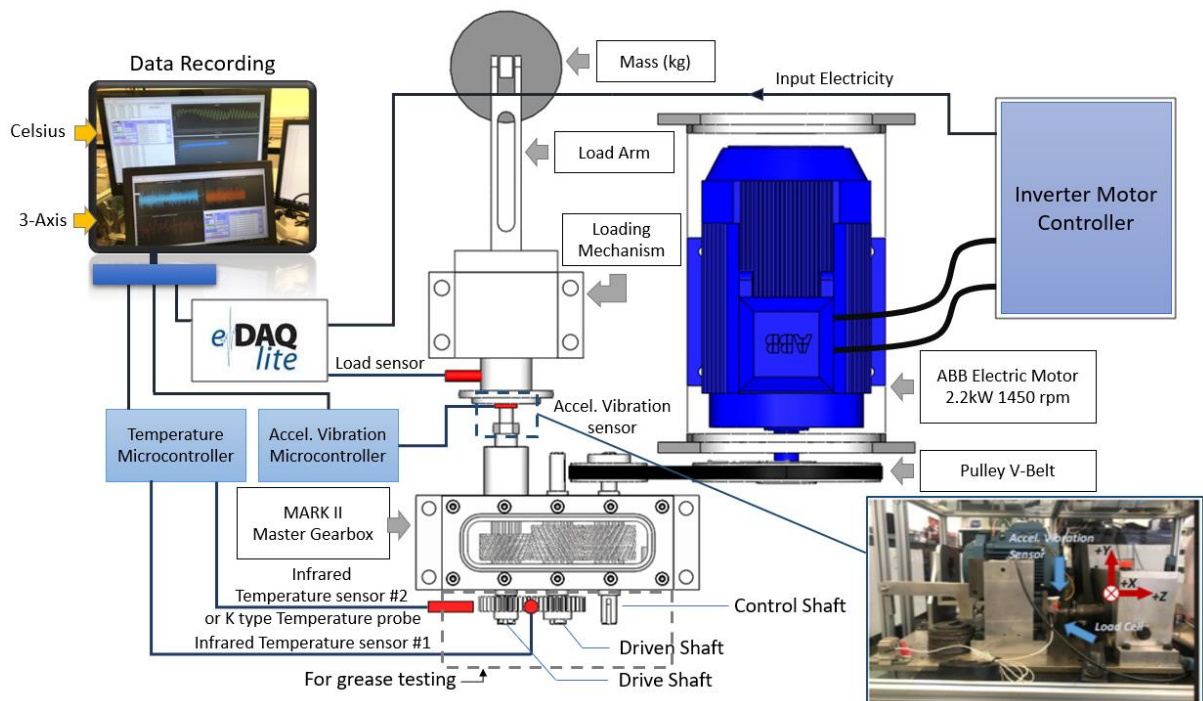 Data Recording
Celsius
3-Axis
Mass (kg)
Input Electricity
Load Arm
Inverter Motor
Controller
Loading
Mechanism
e DAQ
lite
Load sensor
ABB
ABB Electric Motor
2.2kW 1450 rpm
Accel. Vibration
sensor
Temperature
Microcontroller
Accel. Vibration
Microcontroller
Pulley V-Belt
MARK II
Master Gearbox
Infrared
Temperature sensor #2
or K type Temperature probe
Infrared Temperature sensor #1
Control Shaft
Driven Shaft
Drive Shaft
For grease testing
Accel. Vibration
Sensor
+Y
+X
+Z
Load Cell